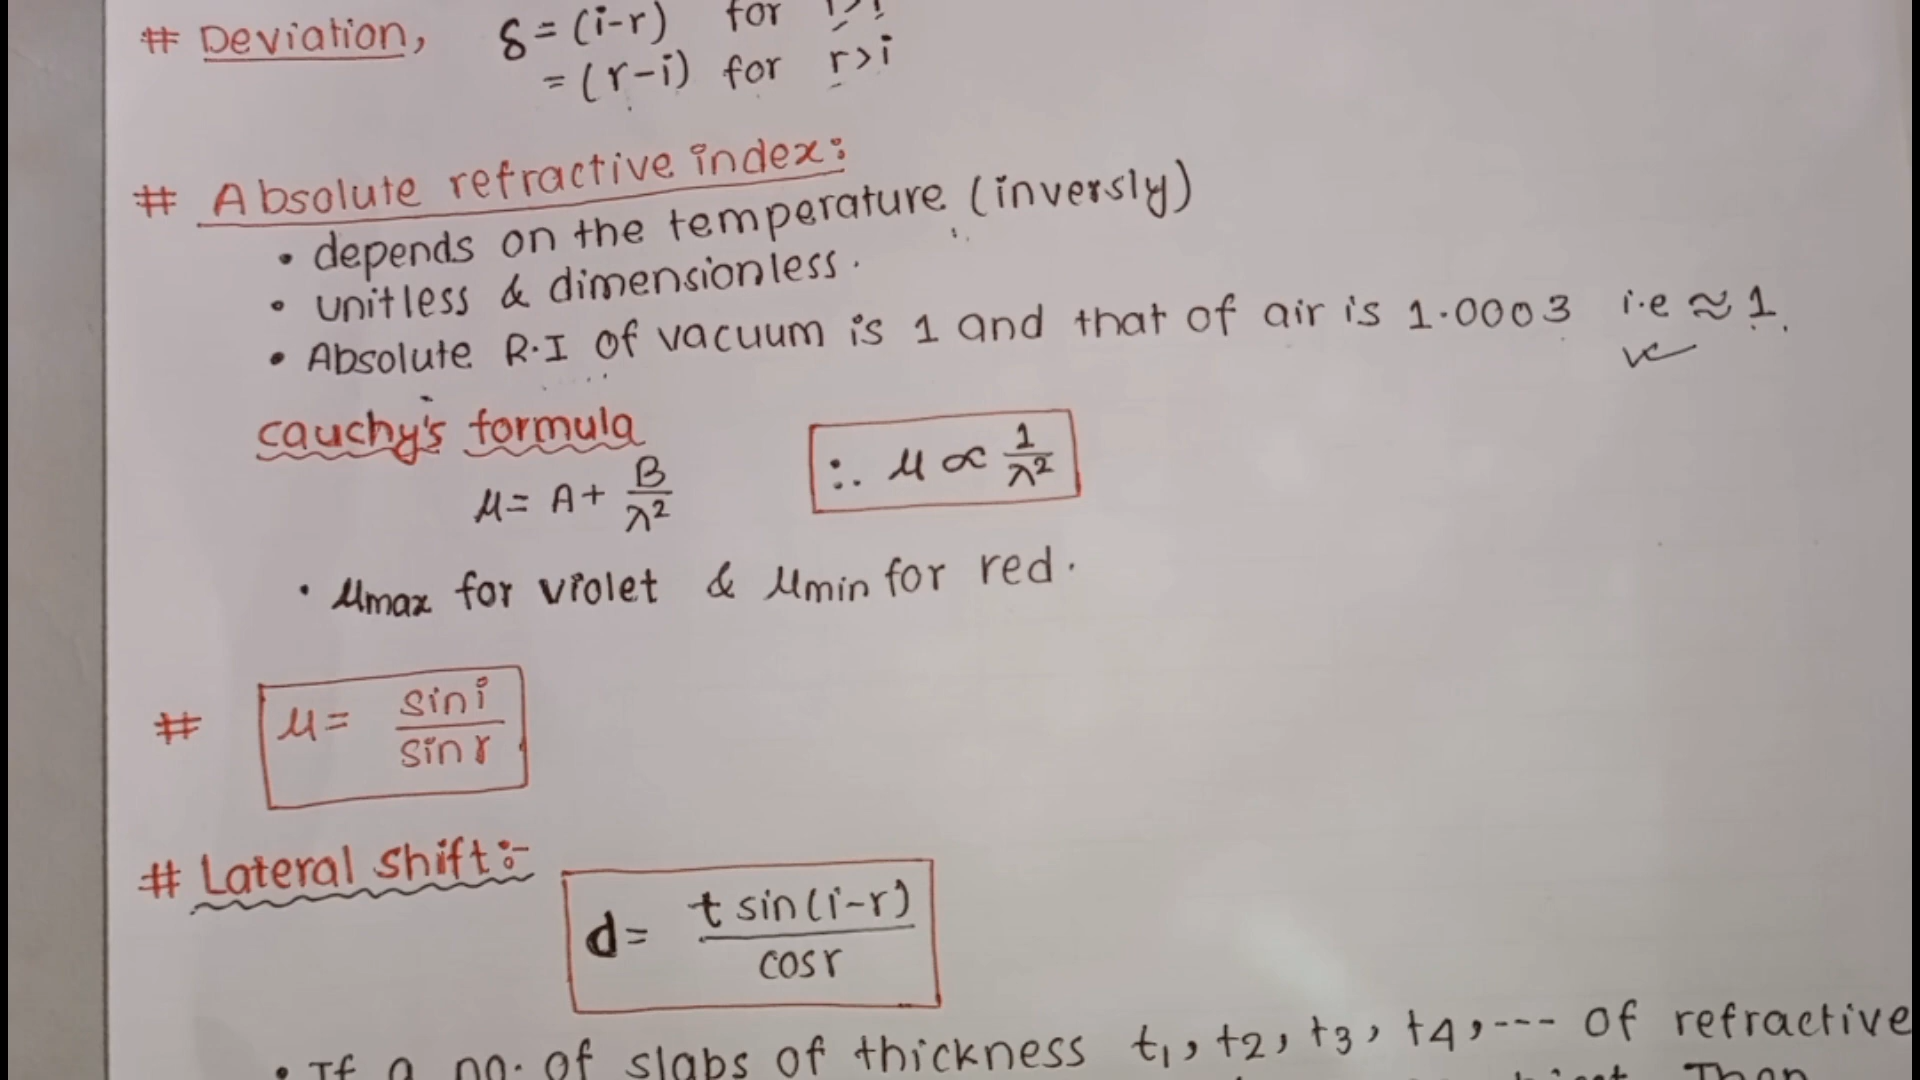 # Deviation, δ = (i-r) for
= (r-i) for r>i
# Absolute refractive index:
• depends on the temperature (inversly)
• unitless & dimensionless.
• Absolute R.I of vacuum is 1 and that of air is 1.0003 i.e ≈ 1.
cauchy's formula
μ = A + B/λ² ∴ μ ∝ 1/λ²
• μmax for violet & μmin for red.
# μ = sin i / sin r
# Lateral shift:-
d = t sin(i-r) / cos r
• If a no. of slabs of thickness t₁, t₂, t₃, t₄, --- of refractive